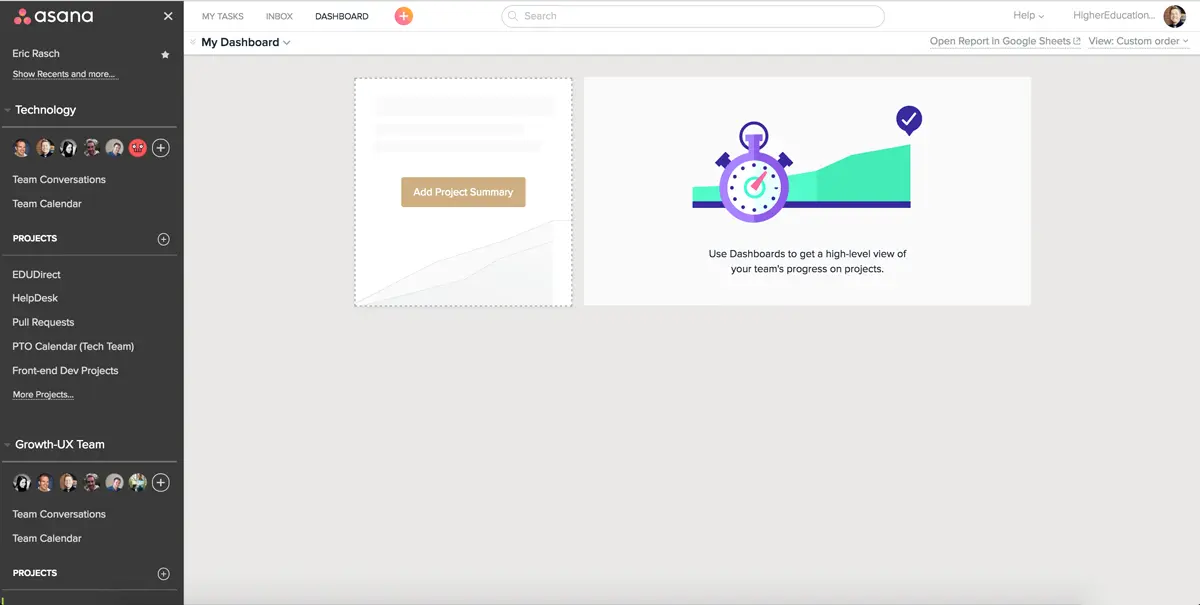 asana
Eric Rasch
Show Recents and more...
Technology
Team Conversations
Team Calendar
PROJECTS
EDUDirect
HelpDesk
Pull Requests
PTO Calendar (Tech Team)
Front-end Dev Projects
More Projects...
Growth-UX Team
Team Conversations
Team Calendar
PROJECTS
MY TASKS INBOX DASHBOARD Search Help HigherEducation...
My Dashboard Open Report In Google Sheets View: Custom order
Add Project Summary
Use Dashboards to get a high-level view of
your team's progress on projects.